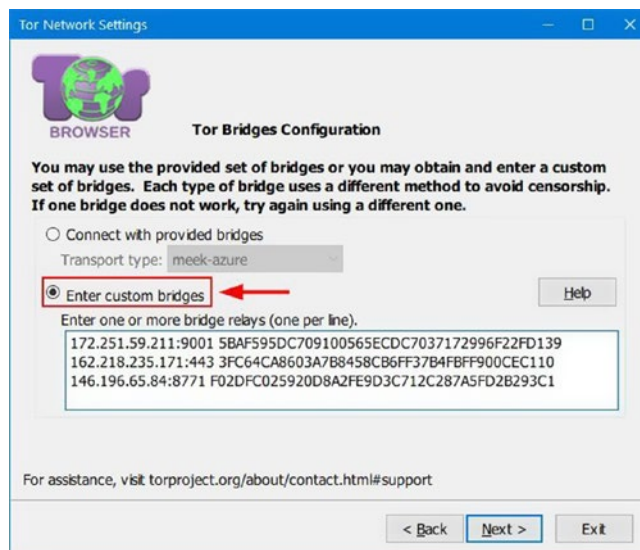 Tor Network Settings
Tor
BROWSER
Tor Bridges Configuration
You may use the provided set of bridges or you may obtain and enter a custom
set of bridges. Each type of bridge uses a different method to avoid censorship.
If one bridge does not work, try again using a different one.
Connect with provided bridges
Transport type: meek-azure
Enter custom bridges
Help
Enter one or more bridge relays (one per line).
172.251.59.211:9001 5BAF595DC709100565ECDC7037172996F22FD139
162.218.235.171:443 3FC64CA8603A7B8458CB6FF37B4FBFF900CEC110
146.196.65.84:8771 F02DFC025920D8A2FE9D3C712C287A5FD2B293C1
For assistance, visit torproject.org/about/contact.html#support
< Back Next > Exit